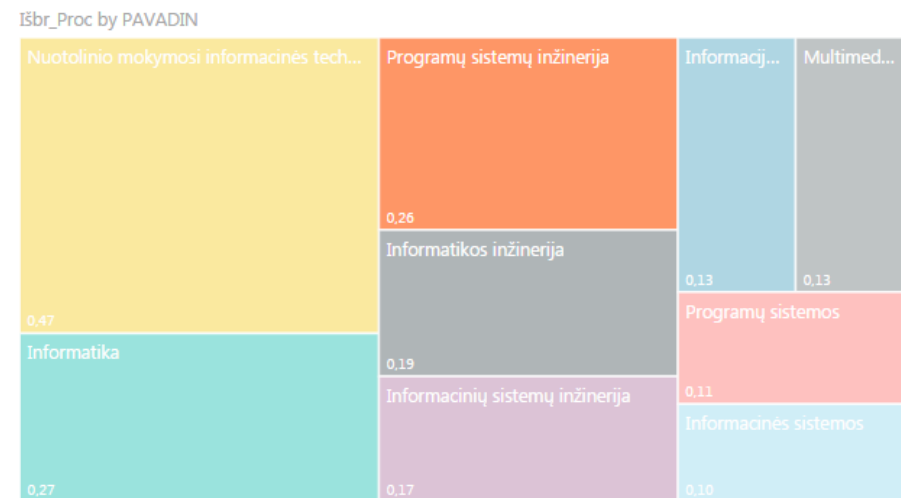 Išbr_Proc by PAVADIN
Nuotolinio mokymosi informacinės tech...
0,47
Informatika
0,27
Programų sistemų inžinerija
0,26
Informatikos inžinerija
0,19
Informacinių sistemų inžinerija
0,17
Informacij...
0,13
Multimed...
0,13
Programų sistemos
0,11
Informacinės sistemos
0,10